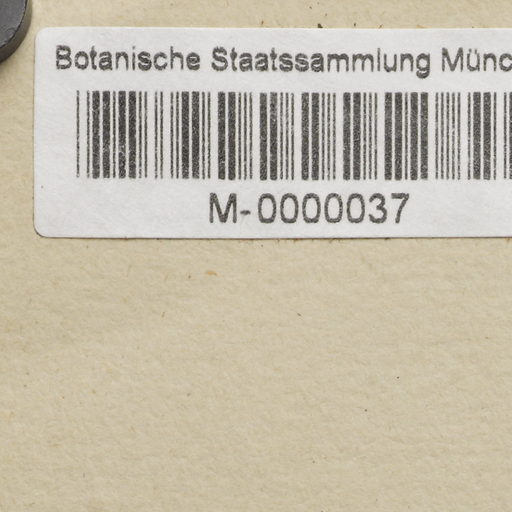 Botanische Staatssammlung Münc
M-0000037